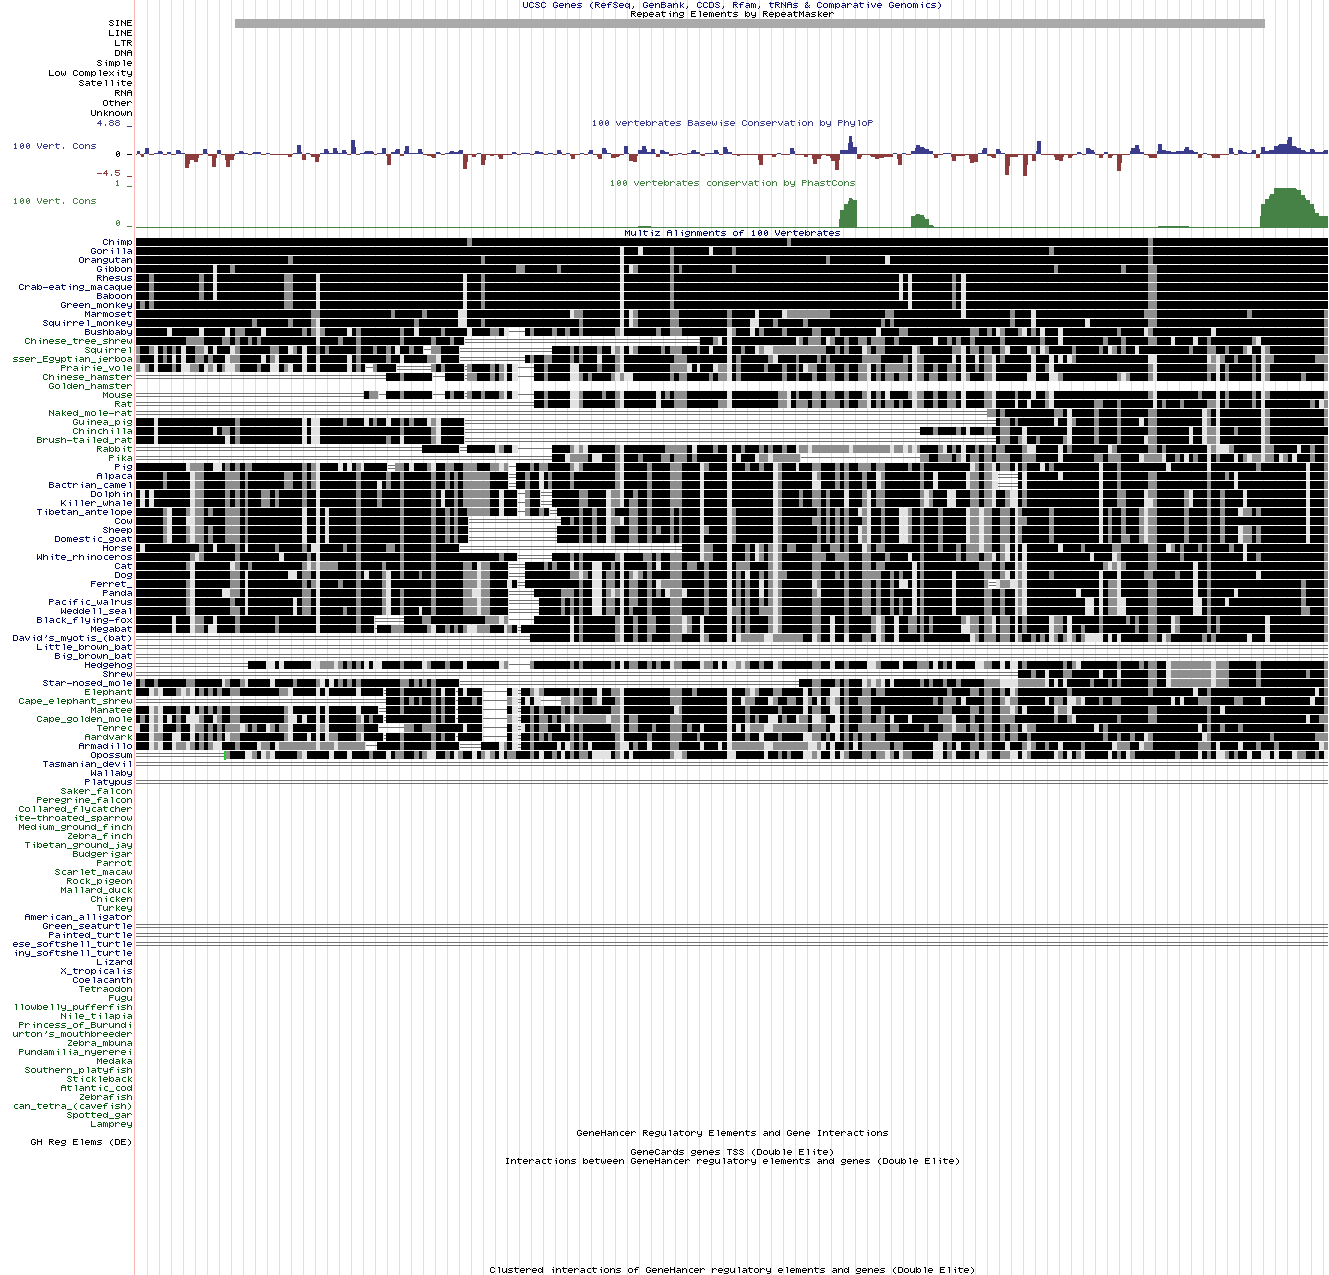 UCSC Genes (RefSeq, GenBank, CCDS, Rfam, tRNAs & Comparative Genomics)
Repeating Elements by RepeatMasker
SINE
LINE
LTR
DNA
Simple
Low Complexity
Satellite
RNA
Other
Unknown
100 vertebrates Basewise Conservation by PhyloP
4.88 _
100 Vert. Cons
0 -
-4.5 _
100 vertebrates conservation by PhastCons
1 _
100 Vert. Cons
0 _
Multiz Alignments of 100 Vertebrates
Chimp
Gorilla
Orangutan
Gibbon
Rhesus
Crab-eating_macaque
Baboon
Green_monkey
Marmoset
Squirrel_monkey
Bushbaby
Chinese_tree_shrew
Squirrel
sser_Egyptian_jerboa
Prairie_vole
Chinese_hamster
Golden_hamster
Mouse
Rat
Naked_mole-rat
Guinea_pig
Chinchilla
Brush-tailed_rat
Rabbit
Pika
Pig
Alpaca
Bactrian_camel
Dolphin
Killer_whale
Tibetan_antelope
Cow
Sheep
Domestic_goat
Horse
White_rhinoceros
Cat
Dog
Ferret_
Panda
Pacific_walrus
Weddell_seal
Black_flying-fox
Megabat
David's_myotis_(bat)
Little_brown_bat
Big_brown_bat
Hedgehog
Shrew
Star-nosed_mole
Elephant
Cape_elephant_shrew
Manatee
Cape_golden_mole
Tenrec
Aardvark
Armadillo
Opossum
Tasmanian_devil
Wallaby
Platypus
Saker_falcon
Peregrine_falcon
Collared_flycatcher
ite-throated_sparrow
Medium_ground_finch
Zebra_finch
Tibetan_ground_jay
Budgerigar
Parrot
Scarlet_macaw
Rock_pigeon
Mallard_duck
Chicken
Turkey
American_alligator
Green_seaturtle
Painted_turtle
ese_softshell_turtle
iny_softshell_turtle
Lizard
X_tropicalis
Coelacanth
Tetraodon
Fugu
llowbelly_pufferfish
Nile_tilapia
Princess_of_Burundi
urton's_mouthbreeder
Zebra_mbuna
Pundamilia_nyererei
Medaka
Southern_platyfish
Stickleback
Atlantic_cod
Zebrafish
can_tetra_(cavefish)
Spotted_gar
Lamprey
GeneHancer Regulatory Elements and Gene Interactions
GH Reg Elems (DE)
GeneCards genes TSS (Double Elite)
Interactions between GeneHancer regulatory elements and genes (Double Elite)
Clustered interactions of GeneHancer regulatory elements and genes (Double Elite)